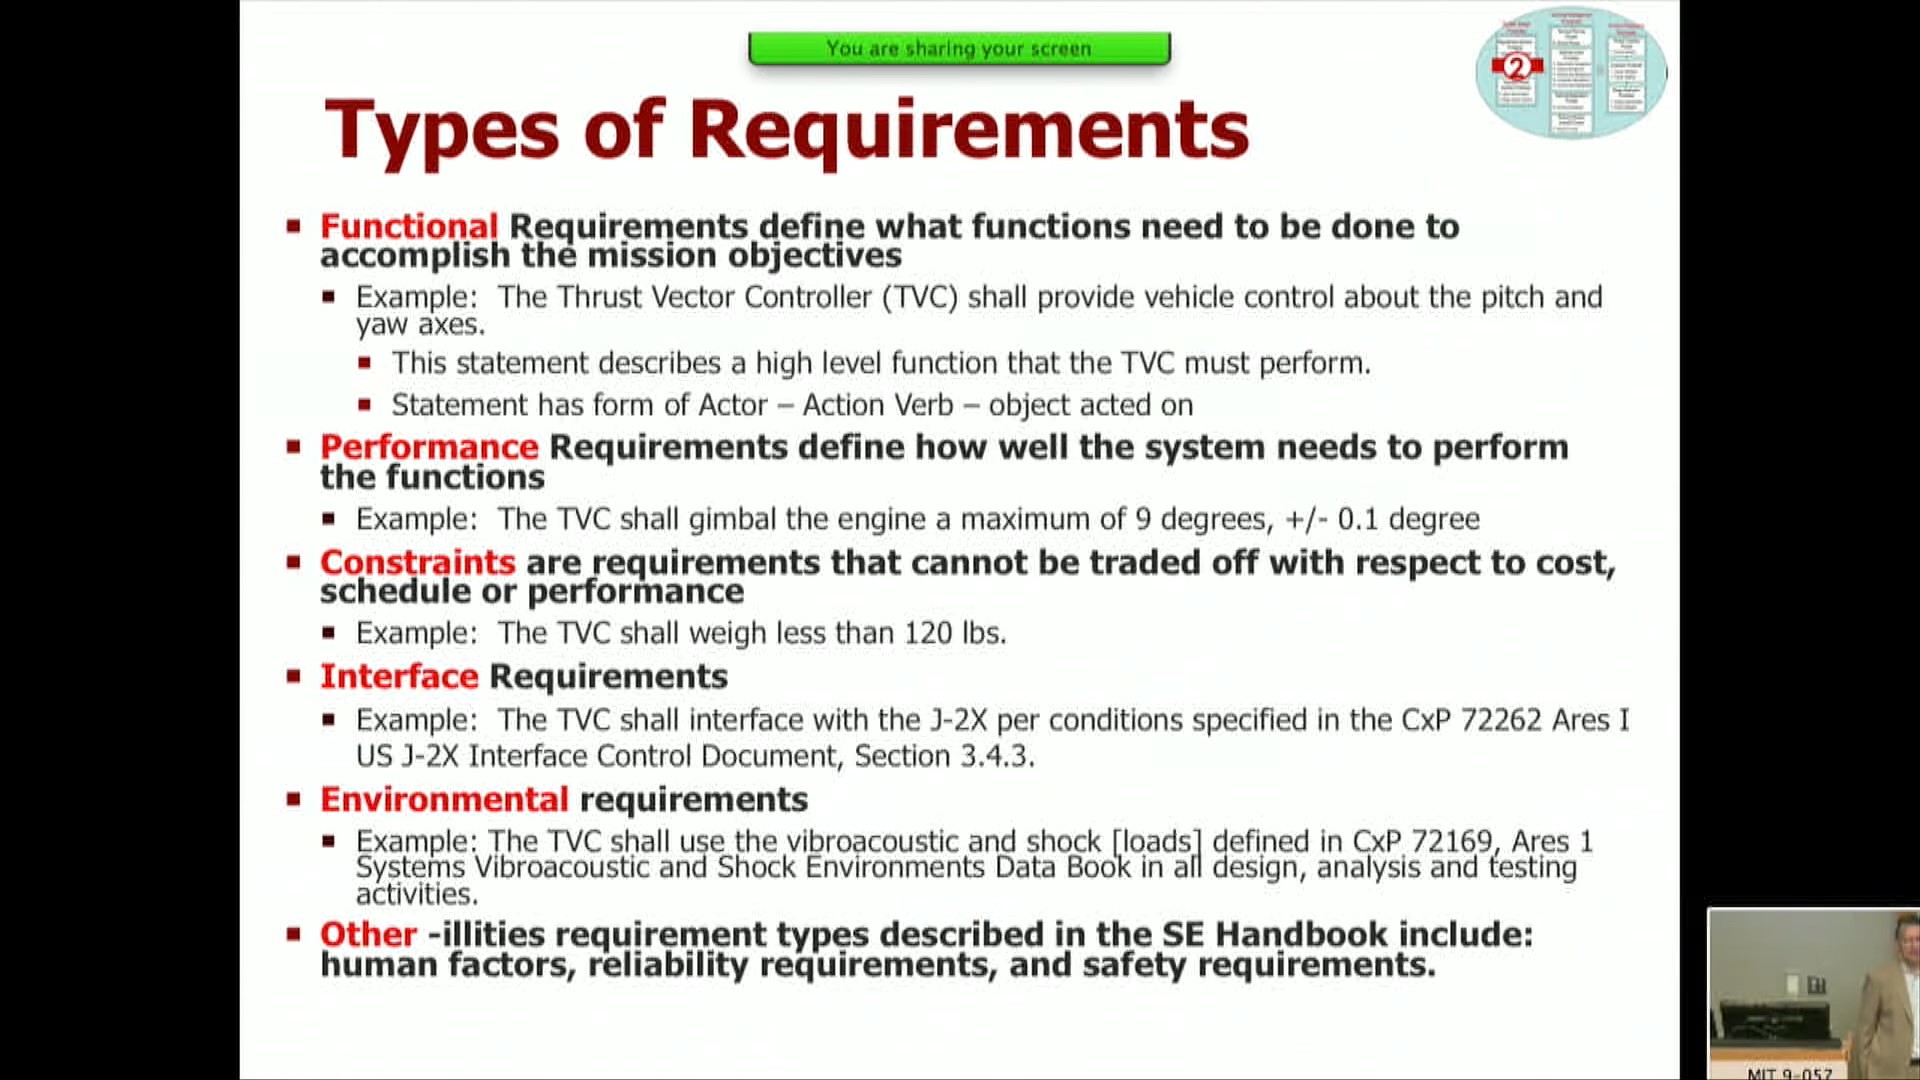 You are sharing your screen
2
Types of Requirements
Functional Requirements define what functions need to be done to
accomplish the mission objectives
Example: The Thrust Vector Controller (TVC) shall provide vehicle control about the pitch and
yaw axes.
This statement describes a high level function that the TVC must perform.
Statement has form of Actor – Action Verb – object acted on
Performance Requirements define how well the system needs to perform
the functions
Example: The TVC shall gimbal the engine a maximum of 9 degrees, +/- 0.1 degree
Constraints are requirements that cannot be traded off with respect to cost,
schedule or performance
Example: The TVC shall weigh less than 120 lbs.
Interface Requirements
Example: The TVC shall interface with the J-2X per conditions specified in the CxP 72262 Ares I
US J-2X Interface Control Document, Section 3.4.3.
Environmental requirements
Example: The TVC shall use the vibroacoustic and shock [loads] defined in CxP 72169, Ares 1
Systems Vibroacoustic and Shock Environments Data Book in all design, analysis and testing
activities.
Other -illities requirement types described in the SE Handbook include:
human factors, reliability requirements, and safety requirements.
MIT 9-057